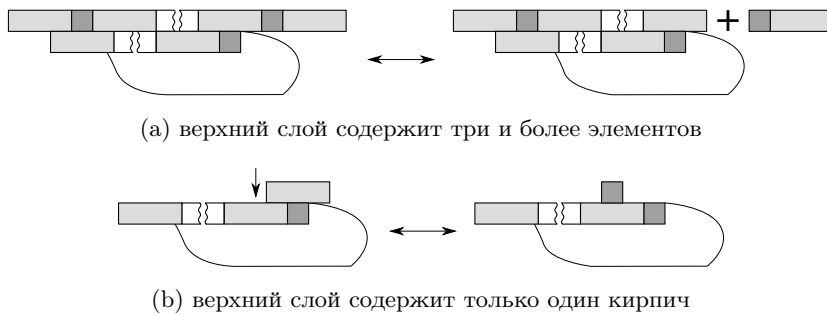 +
(a) верхний слой содержит три и более элементов
(b) верхний слой содержит только один кирпич